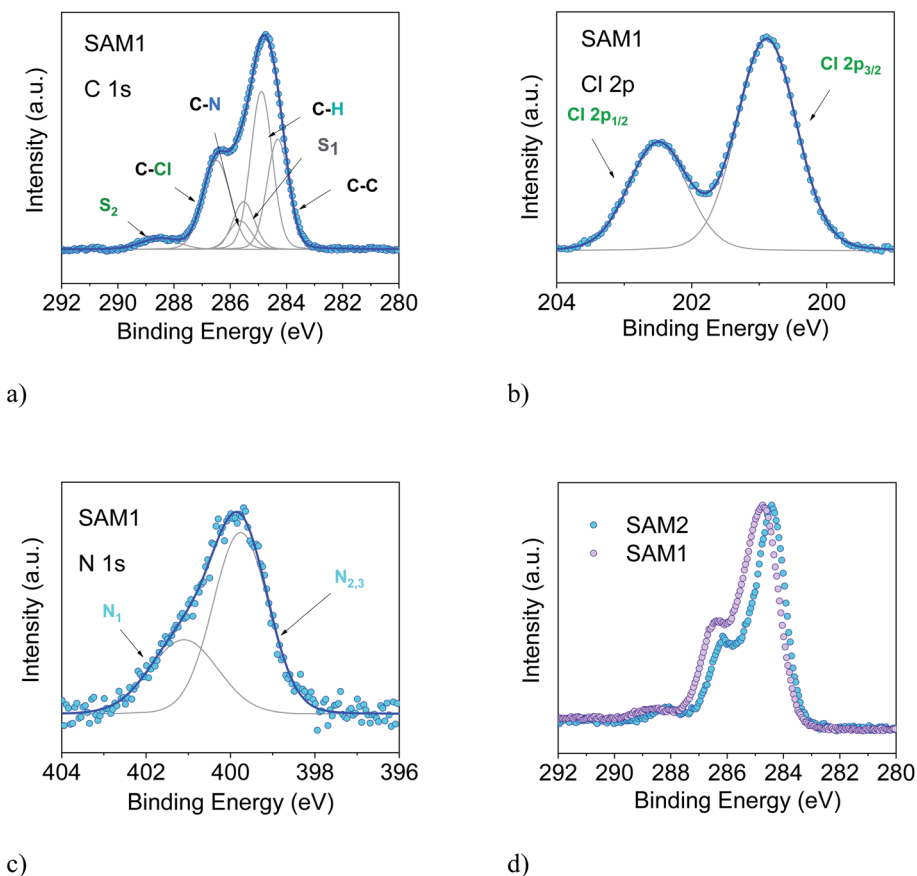 SAM1
C 1s
C-N
C-H
S1
C-Cl
C-C
S2
Intensity (a.u.)
292 290 288 286 284 282 280
Binding Energy (eV)
a)
SAM1
Cl 2p
Cl 2p3/2
Cl 2p1/2
Intensity (a.u.)
204 202 200
Binding Energy (eV)
b)
SAM1
N 1s
N1
N2,3
Intensity (a.u.)
404 402 400 398 396
Binding Energy (eV)
c)
SAM2
SAM1
Intensity (a.u.)
292 290 288 286 284 282 280
Binding Energy (eV)
d)